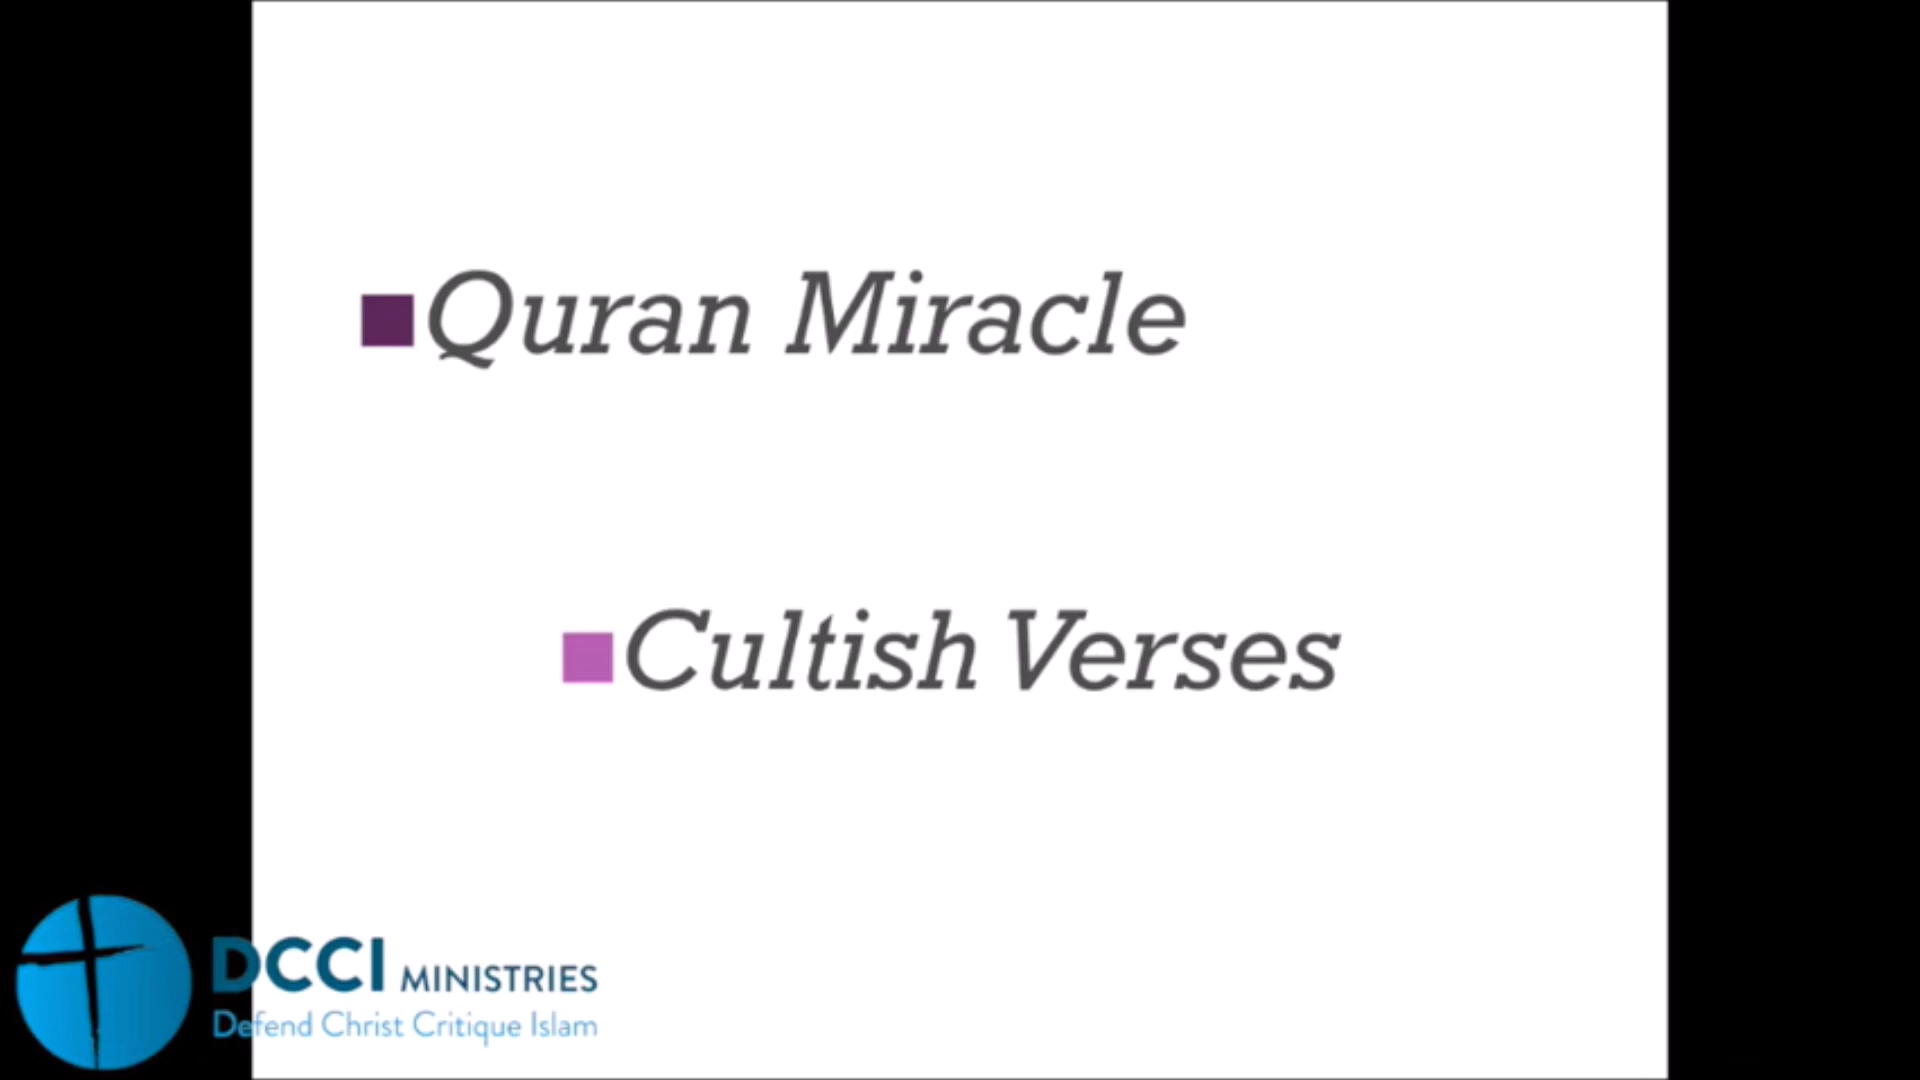 Quran Miracle
Cultish Verses
DCCI MINISTRIES
Defend Christ Critique Islam